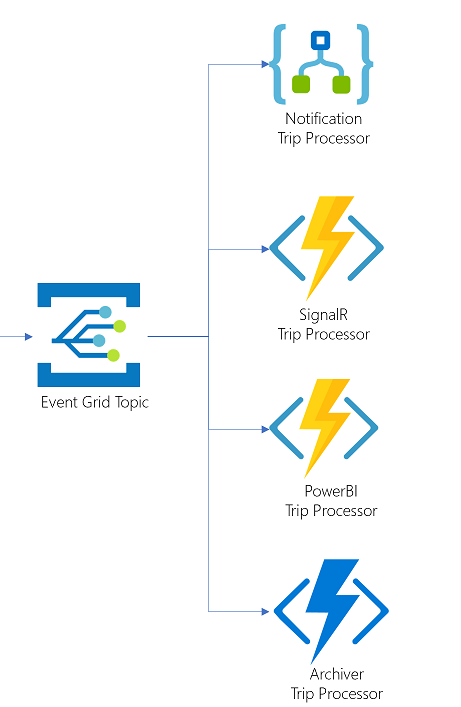 Notification
Trip Processor
SignalR
Trip Processor
Event Grid Topic
PowerBI
Trip Processor
Archiver
Trip Processor